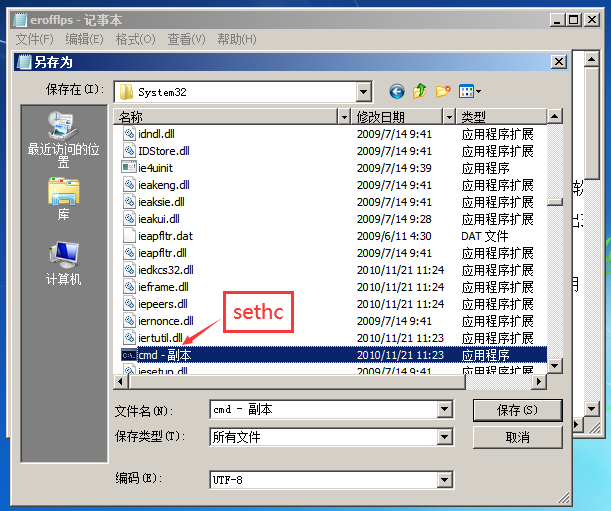 erofflps - 记事本
文件(F) 编辑(E) 格式(O) 查看(V) 帮助(H)
另存为
保存在(I):
System32
最近访问的位置
库
计算机
名称 修改日期 类型
idndl.dll 2009/7/14 9:41 应用程序扩展
IDStore.dll 2009/7/14 9:41 应用程序扩展
ie4uinit 2009/7/14 9:39 应用程序
ieakeng.dll 2009/7/14 9:41 应用程序扩展
ieaksie.dll 2009/7/14 9:41 应用程序扩展
ieakui.dll 2009/7/14 9:28 应用程序扩展
ieapfltr.dat 2009/6/11 4:30 DAT 文件
ieapfltr.dll 2009/7/14 9:41 应用程序扩展
iedkcs32.dll 2010/11/21 11:24 应用程序扩展
ieframe.dll 2010/11/21 11:24 应用程序扩展
iepeers.dll 2010/11/21 11:24 应用程序扩展
iernonce.dll 2009/7/14 9:41 应用程序扩展
iertutil.dll 2010/11/21 11:24 应用程序扩展
cmd - 副本 2010/11/21 11:23 应用程序
iesetup.dll 2009/7/14 9:41 应用程序扩展
sethc
文件名(N): cmd - 副本 保存(S)
保存类型(T): 所有文件 取消
编码(E): UTF-8